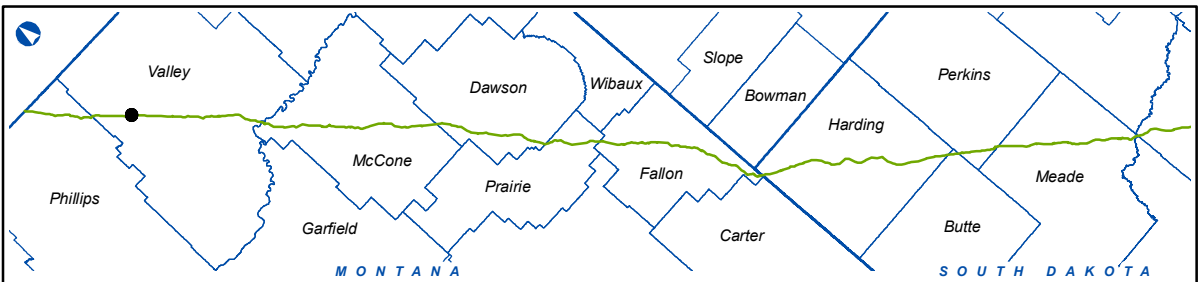 Slope
Valley
Perkins
Dawson
Wibaux
Bowman
Harding
McCone
Fallon
Meade
Prairie
Phillips
Garfield
Carter
Butte
MONTANA
SOUTH DAKOTA